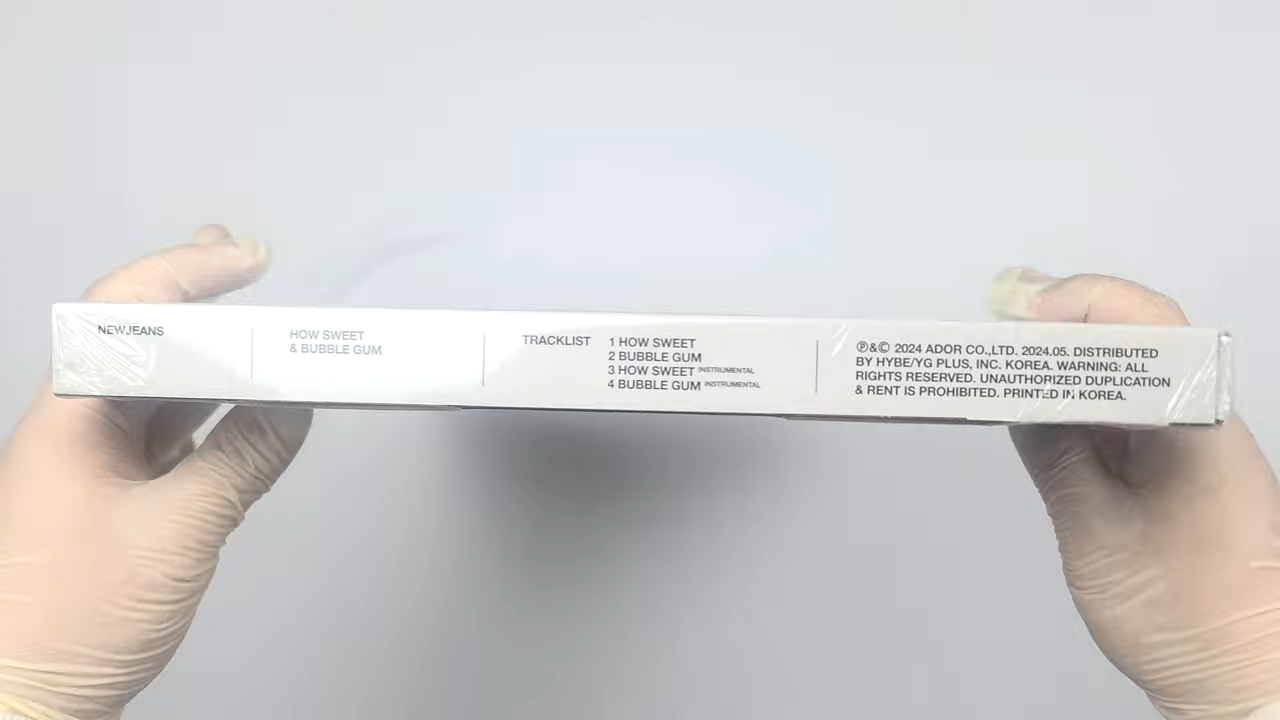 NEWJEANS
HOW SWEET
& BUBBLE GUM
TRACKLIST
1 HOW SWEET
2 BUBBLE GUM
3 HOW SWEET INSTRUMENTAL
4 BUBBLE GUM INSTRUMENTAL
℗&© 2024 ADOR CO.,LTD. 2024.05. DISTRIBUTED
BY HYBE/YG PLUS, INC. KOREA. WARNING: ALL
RIGHTS RESERVED. UNAUTHORIZED DUPLICATION
& RENT IS PROHIBITED. PRINTED IN KOREA.